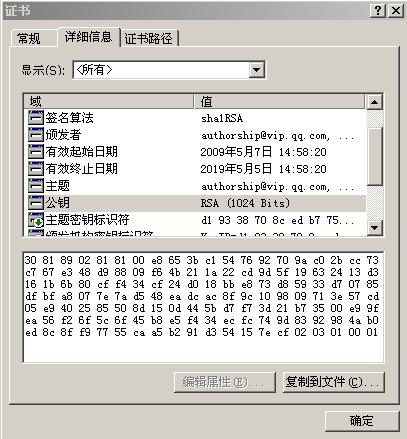 证书
常规 详细信息 证书路径
显示(S): <所有>
域 值
签名算法 sha1RSA
颁发者 authorship@vip.qq.com, ...
有效起始日期 2009年5月7日 14:58:20
有效终止日期 2019年5月5日 14:58:20
主题 authorship@vip.qq.com, ...
公钥 RSA (1024 Bits)
主题密钥标识符 d1 93 38 70 8c ed b7 75...
30 81 89 02 81 81 00 e8 65 3b c1 54 76 92 70 9a c0 2b cc 73
c7 67 e3 48 d9 88 09 f6 4b 21 1a 22 cd 9d 5f 19 63 24 13 d3
16 1b 6b 80 cf f4 34 cf 24 d0 18 bb e8 73 d8 59 33 d7 07 85
df bf a8 07 7e 7a d5 48 ea dc ac 8f 9c 10 98 09 71 3e 57 cd
05 e9 40 25 85 50 8d 15 0d 44 5b d7 f7 3d 21 b7 35 00 e9 9f
ea 56 f2 6f 5c 6f 45 b8 e5 f4 34 ec fc 74 9d 83 92 98 4a b0
ed 8c 8f f9 77 55 ca a5 b2 91 d3 54 15 7e cf 02 03 01 00 01
编辑属性(E)... 复制到文件(C)...
确定